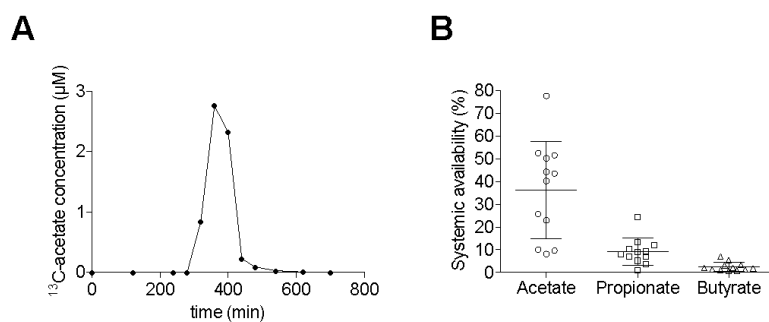 A
¹³C-acetate concentration (µM)
3
2
1
0
0
200
400
600
800
time (min)
B
Systemic availability (%)
80
70
60
50
40
30
20
10
0
Acetate
Propionate
Butyrate